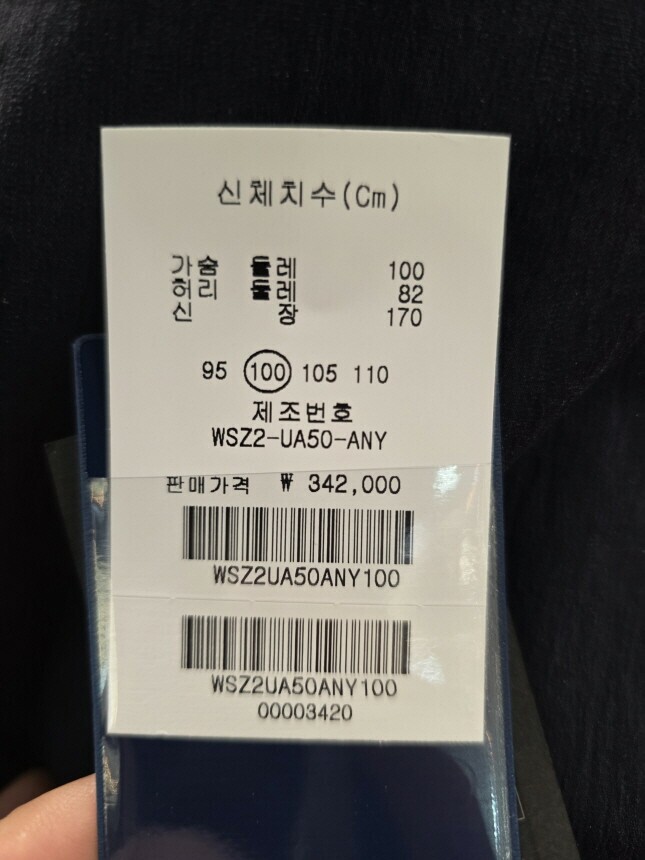 신체치수(Cm)
가슴 둘레 100
허리 둘레 82
신 장 170
95 100 105 110
제조번호
WSZ2-UA50-ANY
판매가격 ₩ 342,000
WSZ2UA50ANY100
WSZ2UA50ANY100
00003420